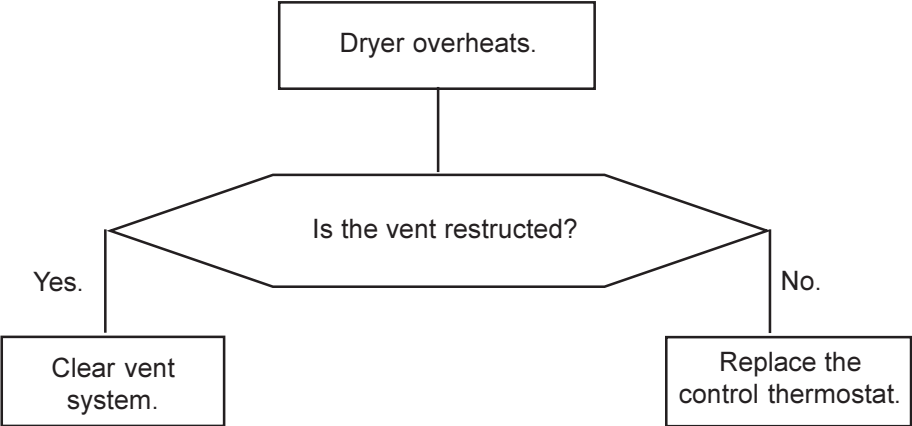 Dryer overheats.
Is the vent restructed?
Yes.
No.
Clear vent
system.
Replace the
control thermostat.